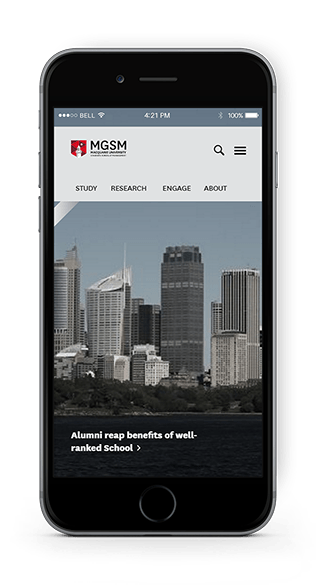 BELL 4:21 PM 100%
MGSM
MACQUARIE UNIVERSITY
STUDY RESEARCH ENGAGE ABOUT
Alumni reap benefits of well-
ranked School >